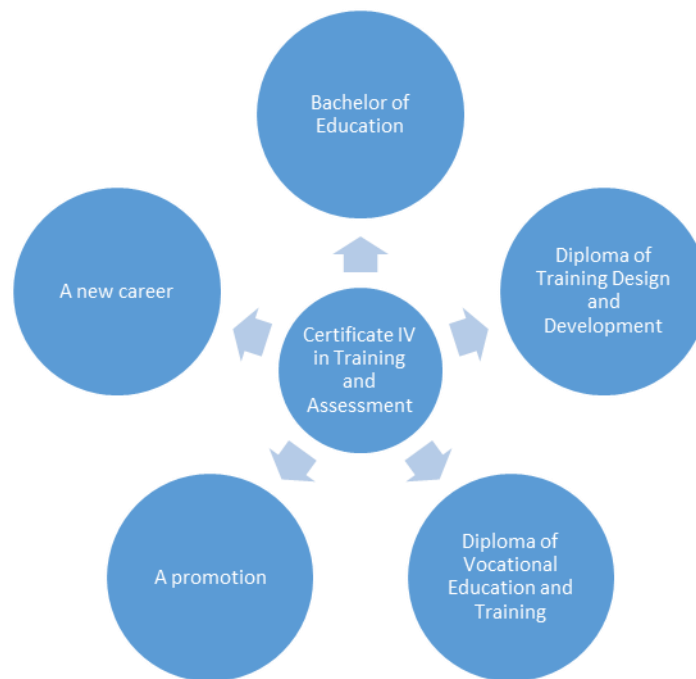 Bachelor of
Education
A new career
Diploma of
Training Design
and
Development
Certificate IV
in Training
and
Assessment
A promotion
Diploma of
Vocational
Education and
Training